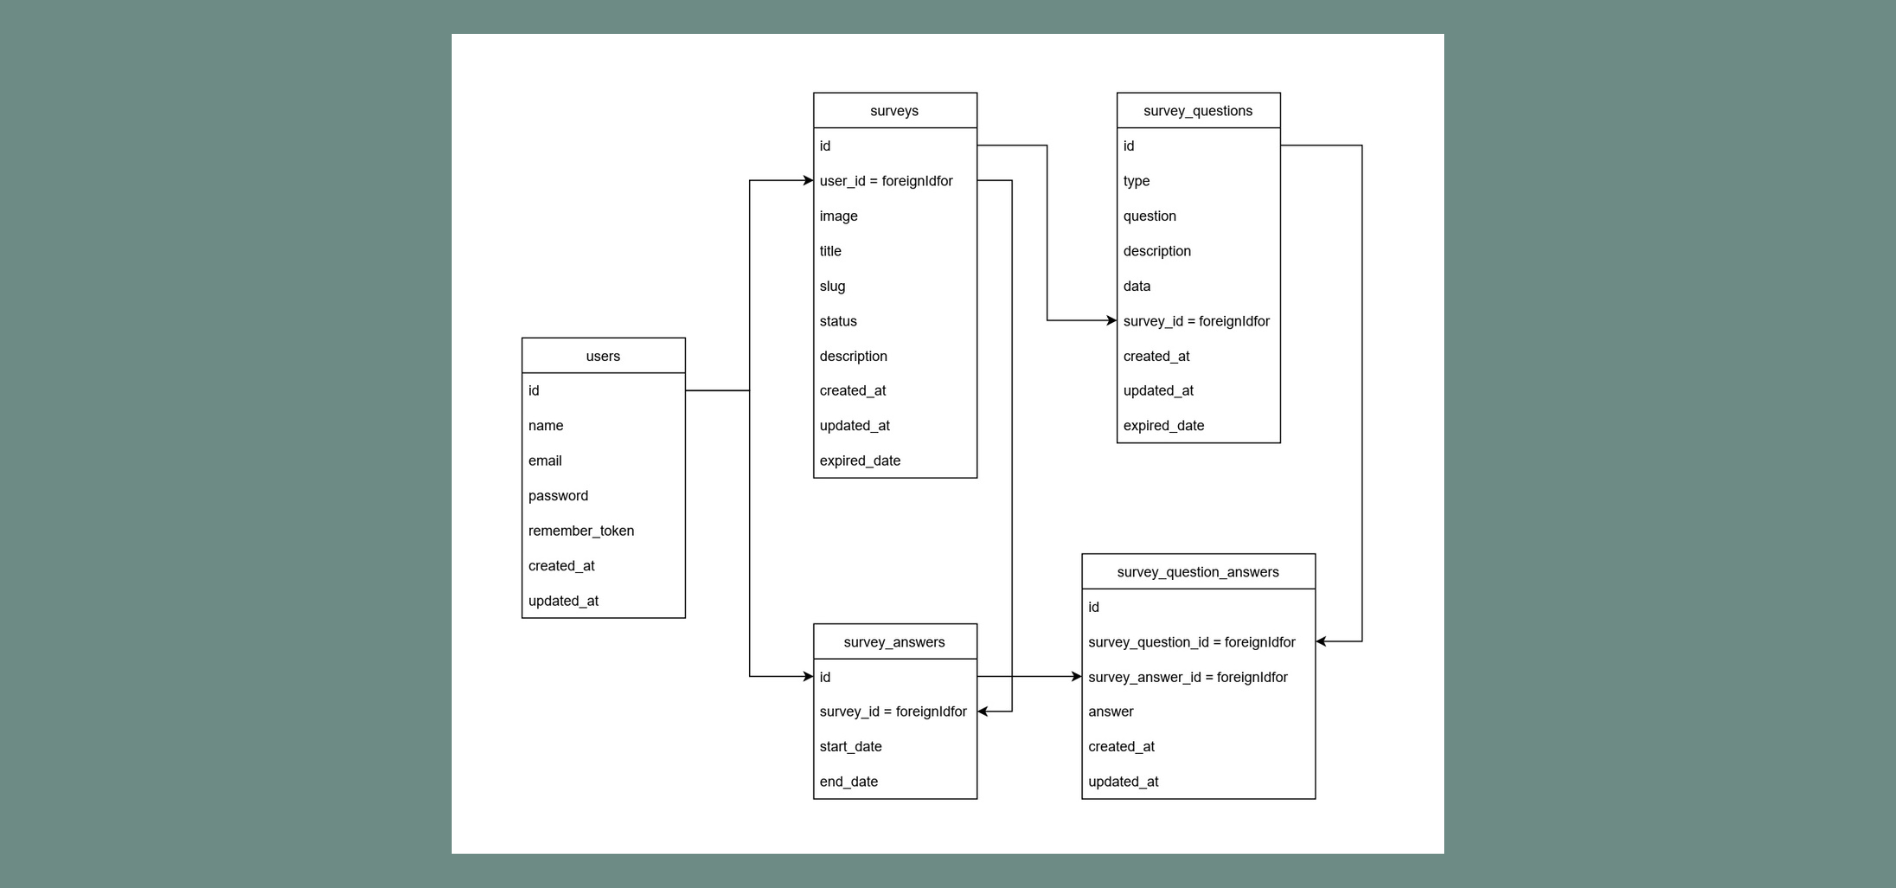 surveys
id
user_id = foreignIdfor
image
title
slug
status
description
created_at
updated_at
expired_date
survey_questions
id
type
question
description
data
survey_id = foreignIdfor
created_at
updated_at
expired_date
users
id
name
email
password
remember_token
created_at
updated_at
survey_answers
id
survey_id = foreignIdfor
start_date
end_date
survey_question_answers
id
survey_question_id = foreignIdfor
survey_answer_id = foreignIdfor
answer
created_at
updated_at